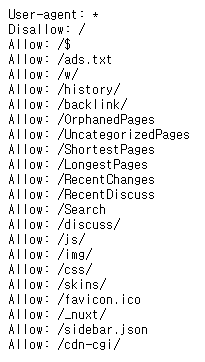 User-agent: *
Disallow: /
Allow: /$
Allow: /ads.txt
Allow: /w/
Allow: /history/
Allow: /backlink/
Allow: /OrphanedPages
Allow: /UncategorizedPages
Allow: /ShortestPages
Allow: /LongestPages
Allow: /RecentChanges
Allow: /RecentDiscuss
Allow: /Search
Allow: /discuss/
Allow: /js/
Allow: /img/
Allow: /css/
Allow: /skins/
Allow: /favicon.ico
Allow: /_nuxt/
Allow: /sidebar.json
Allow: /cdn-cgi/